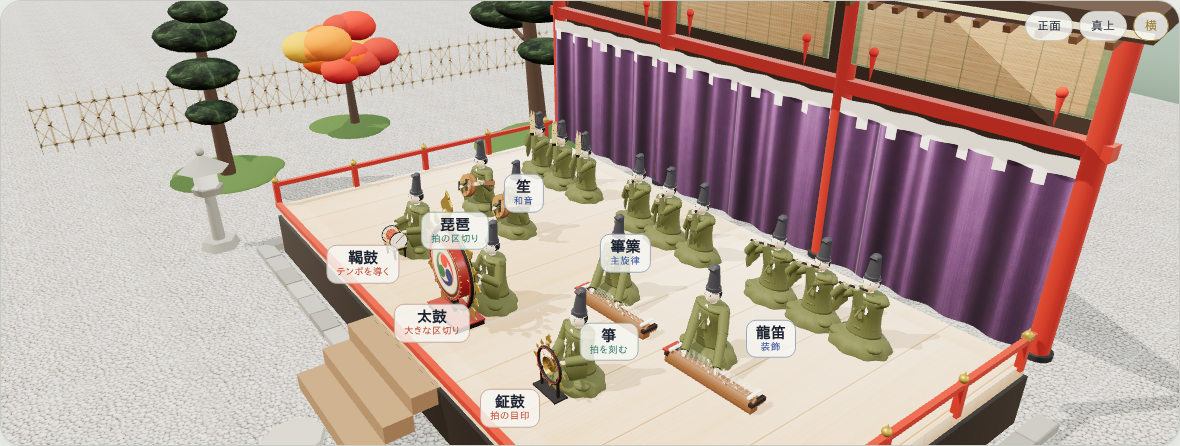 正面
真上
横
笙
和音
琵琶
拍の区切り
篳篥
主旋律
鞨鼓
テンポを導く
太鼓
大きな区切り
箏
拍を刻む
龍笛
装飾
鉦鼓
拍の目印